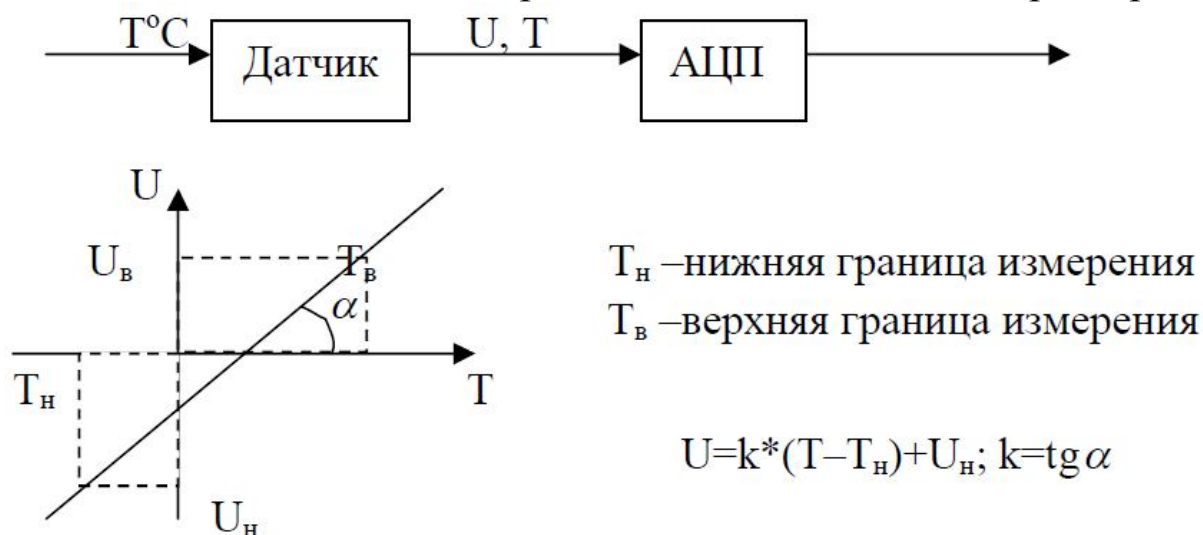 T°C
Датчик
U, T
АЦП
U
Uв
Tв
α
Tн
T
Uн
Tн –нижняя граница измерения
Tв –верхняя граница измерения
U=k*(T–Tн)+Uн; k=tgα